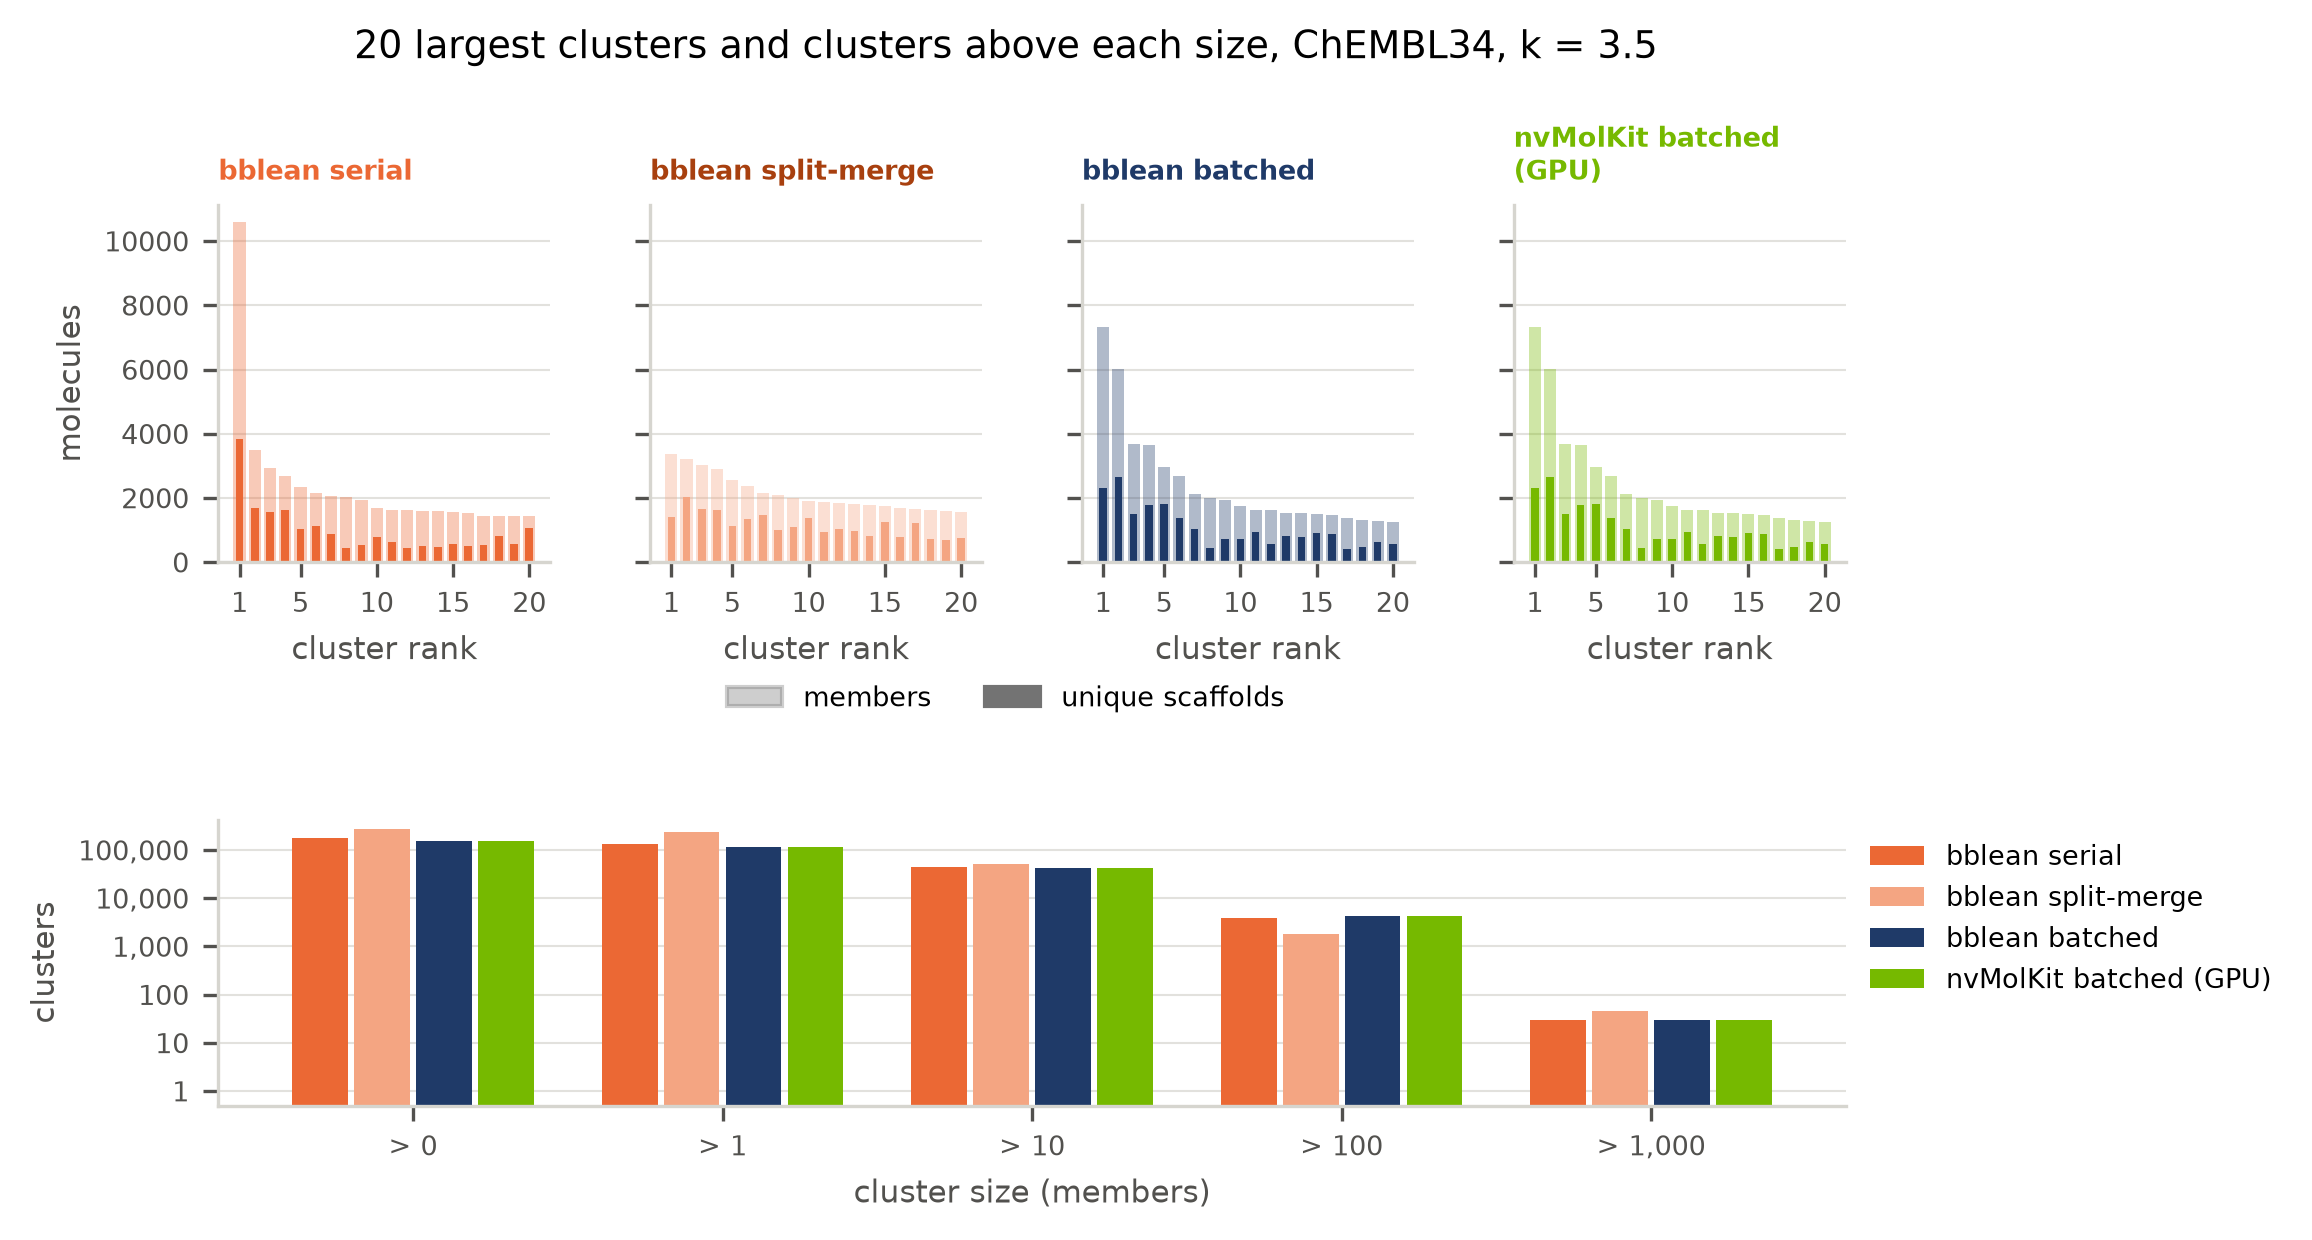 20 largest clusters and clusters above each size, ChEMBL34, k = 3.5
bblean serial
bblean split-merge
bblean batched
nvMolKit batched
(GPU)
molecules
10000
8000
6000
4000
2000
0
1 5 10 15 20
1 5 10 15 20
1 5 10 15 20
1 5 10 15 20
cluster rank
cluster rank
cluster rank
cluster rank
members
unique scaffolds
clusters
100,000
10,000
1,000
100
10
1
> 0 > 1 > 10 > 100 > 1,000
cluster size (members)
bblean serial
bblean split-merge
bblean batched
nvMolKit batched (GPU)